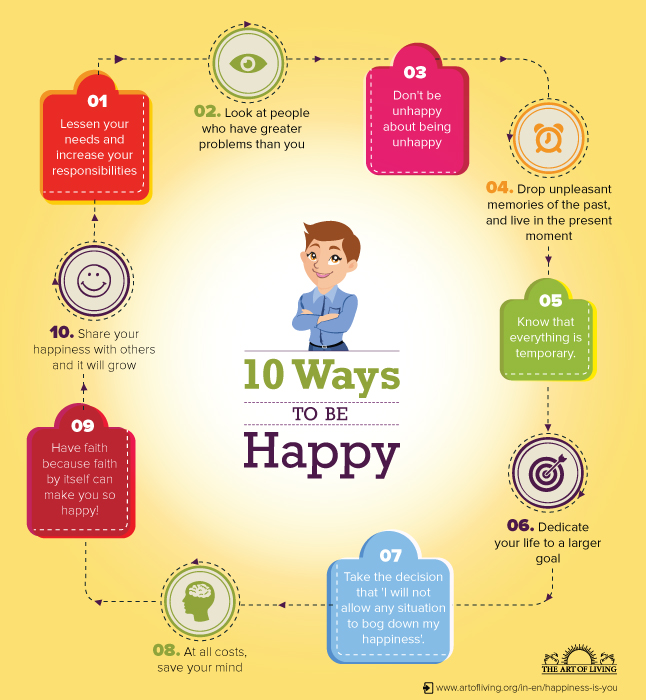 01
Lessen your
needs and
increase your
responsibilities
02. Look at people
who have greater
problems than you
03
Don't be
unhappy
about being
unhappy
04. Drop unpleasant
memories of the past,
and live in the present
moment
05
Know that
everything is
temporary.
06. Dedicate
your life to a larger
goal
07
Take the decision
that 'I will not
allow any situation
to bog down my
happiness'.
08. At all costs,
save your mind
09
Have faith
because faith
by itself can
make you so
happy!
10. Share your
happiness with others
and it will grow
10 Ways
TO BE
Happy
THE ART OF LIVING
www.artofliving.org/in-en/happiness-is-you